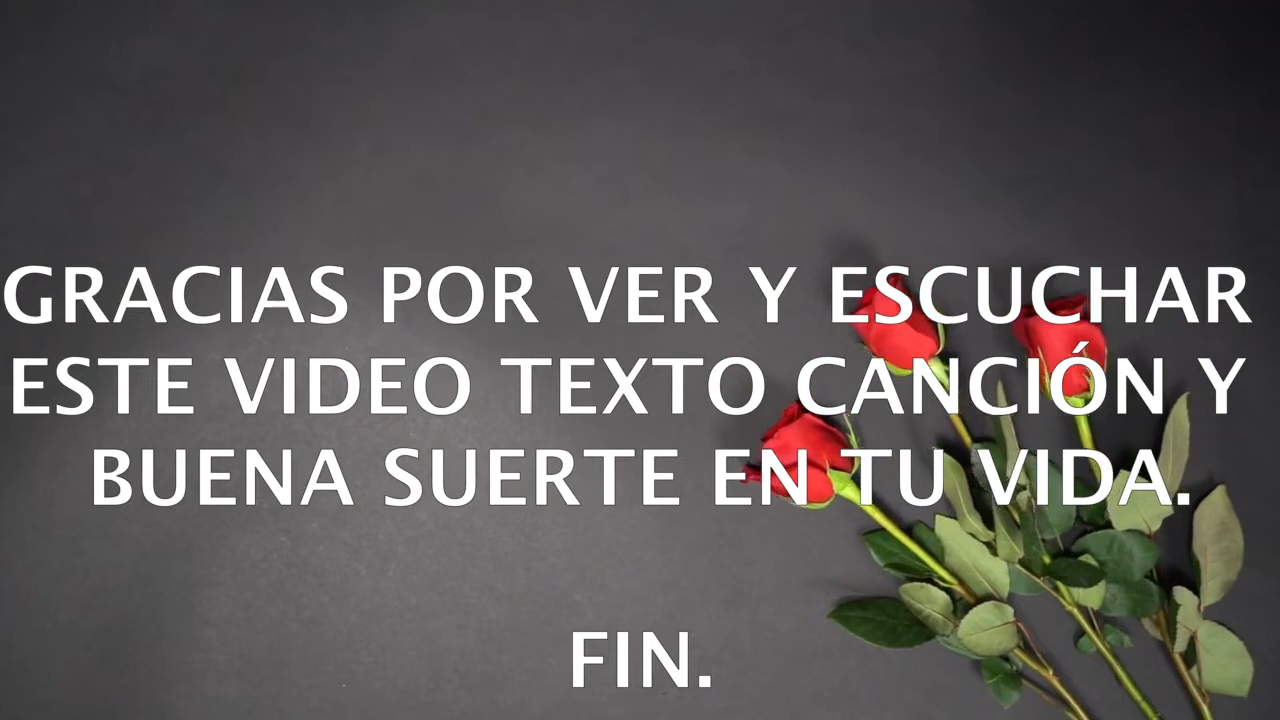 GRACIAS POR VER Y ESCUCHAR
ESTE VIDEO TEXTO CANCIÓN Y
BUENA SUERTE EN TU VIDA.
FIN.